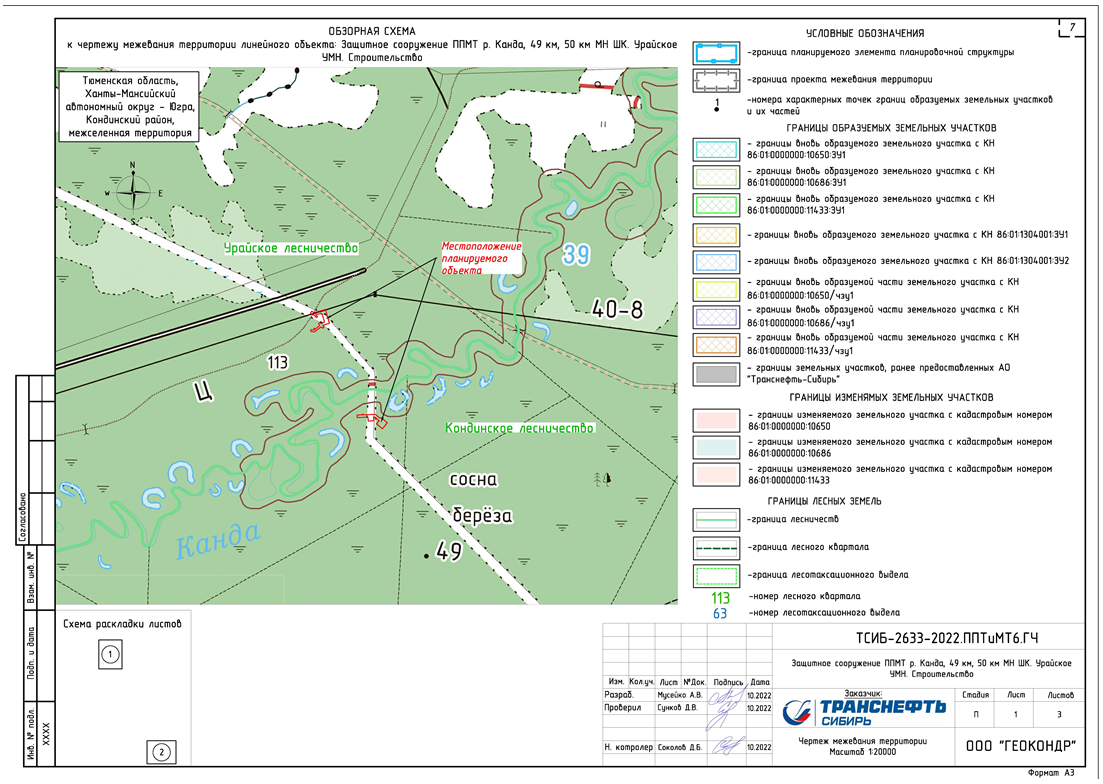 7
ОБЗОРНАЯ СХЕМА
к чертежу межевания территории линейного объекта: Защитное сооружение ППМТ р. Канда, 49 км, 50 км МН ШК. Урайское
УМН. Строительство
Тюменская область,
Ханты-Мансийский
автономный округ - Югра,
Кондинский район,
межселенная территория
N
W
E
S
Урайское лесничество
Местоположение
планируемого
объекта
39
40-8
113
Ц
Кондинское лесничество
сосна
берёза
Канда
49
УСЛОВНЫЕ ОБОЗНАЧЕНИЯ
-граница планируемого элемента планировочной структуры
-граница проекта межевания территории
1
-номера характерных точек границ образуемых земельных участков
и их частей
ГРАНИЦЫ ОБРАЗУЕМЫХ ЗЕМЕЛЬНЫХ УЧАСТКОВ
- границы вновь образуемого земельного участка с КН
86:01:0000000:10650:ЗУ1
- границы вновь образуемого земельного участка с КН
86:01:0000000:10686:ЗУ1
- границы вновь образуемого земельного участка с КН
86:01:0000000:11433:ЗУ1
- границы вновь образуемого земельного участка с КН 86:01:1304001:ЗУ1
- границы вновь образуемого земельного участка с КН 86:01:1304001:ЗУ2
- границы вновь образуемой части земельного участка с КН
86:01:0000000:10650/чзу1
- границы вновь образуемой части земельного участка с КН
86:01:0000000:10686/чзу1
- границы вновь образуемой части земельного участка с КН
86:01:0000000:11433/чзу1
- границы земельных участков, ранее предоставленных АО
"Транснефть-Сибирь"
ГРАНИЦЫ ИЗМЕНЯМЫХ ЗЕМЕЛЬНЫХ УЧАСТКОВ
- границы изменяемого земельного участка с кадастровым номером
86:01:0000000:10650
- границы изменяемого земельного участка с кадастровым номером
86:01:0000000:10686
- границы изменяемого земельного участка с кадастровым номером
86:01:0000000:11433
ГРАНИЦЫ ЛЕСНЫХ ЗЕМЕЛЬ
-граница лесничеств
-граница лесного квартала
-граница лесотаксационного выдела
113 -номер лесного квартала
63 -номер лесотаксационного выдела
Согласовано
Взам. инв. №
Подп. и дата
Инв. № подл.
XXXX
Схема раскладки листов
1
2
ТСИБ-2633-2022.ППТиМТ6.ГЧ
Защитное сооружение ППМТ р. Канда, 49 км, 50 км МН ШК. Урайское
УМН. Строительство
Изм. Кол.уч. Лист №Док. Подпись Дата
Разраб. Мусейко А.В. 10.2022
Проверил Сунков Д.В. 10.2022
Н. котролер Соколов Д.Б. 10.2022
Заказчик:
ТРАНСНЕФТЬ
СИБИРЬ
Стадия Лист Листов
П 1 3
Чертеж межевания территории
Масштаб 1:20000
ООО "ГЕОКОНДР"
Формат А3